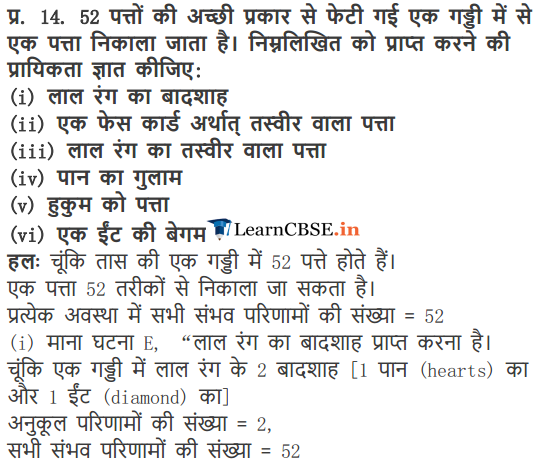 प्र. 14. 52 पत्तों की अच्छी प्रकार से फेटी गई एक गड्डी में से
एक पत्ता निकाला जाता है। निम्नलिखित को प्राप्त करने की
प्रायिकता ज्ञात कीजिए:
(i) लाल रंग का बादशाह
(ii) एक फेस कार्ड अर्थात् तस्वीर वाला पत्ता
(iii) लाल रंग का तस्वीर वाला पत्ता
(iv) पान का गुलाम
(v) हुकुम को पत्ता
(vi) एक ईंट की बेगम LearnCBSE.in
हलः चूंकि तास की एक गड्डी में 52 पत्ते होते हैं।
एक पत्ता 52 तरीकों से निकाला जा सकता है।
प्रत्येक अवस्था में सभी संभव परिणामों की संख्या = 52
(i) माना घटना E, “लाल रंग का बादशाह प्राप्त करना है।
चूंकि एक गड्डी में लाल रंग के 2 बादशाह [1 पान (hearts) का
और 1 ईंट (diamond) का]
अनुकूल परिणामों की संख्या = 2,
सभी संभव परिणामों की संख्या = 52